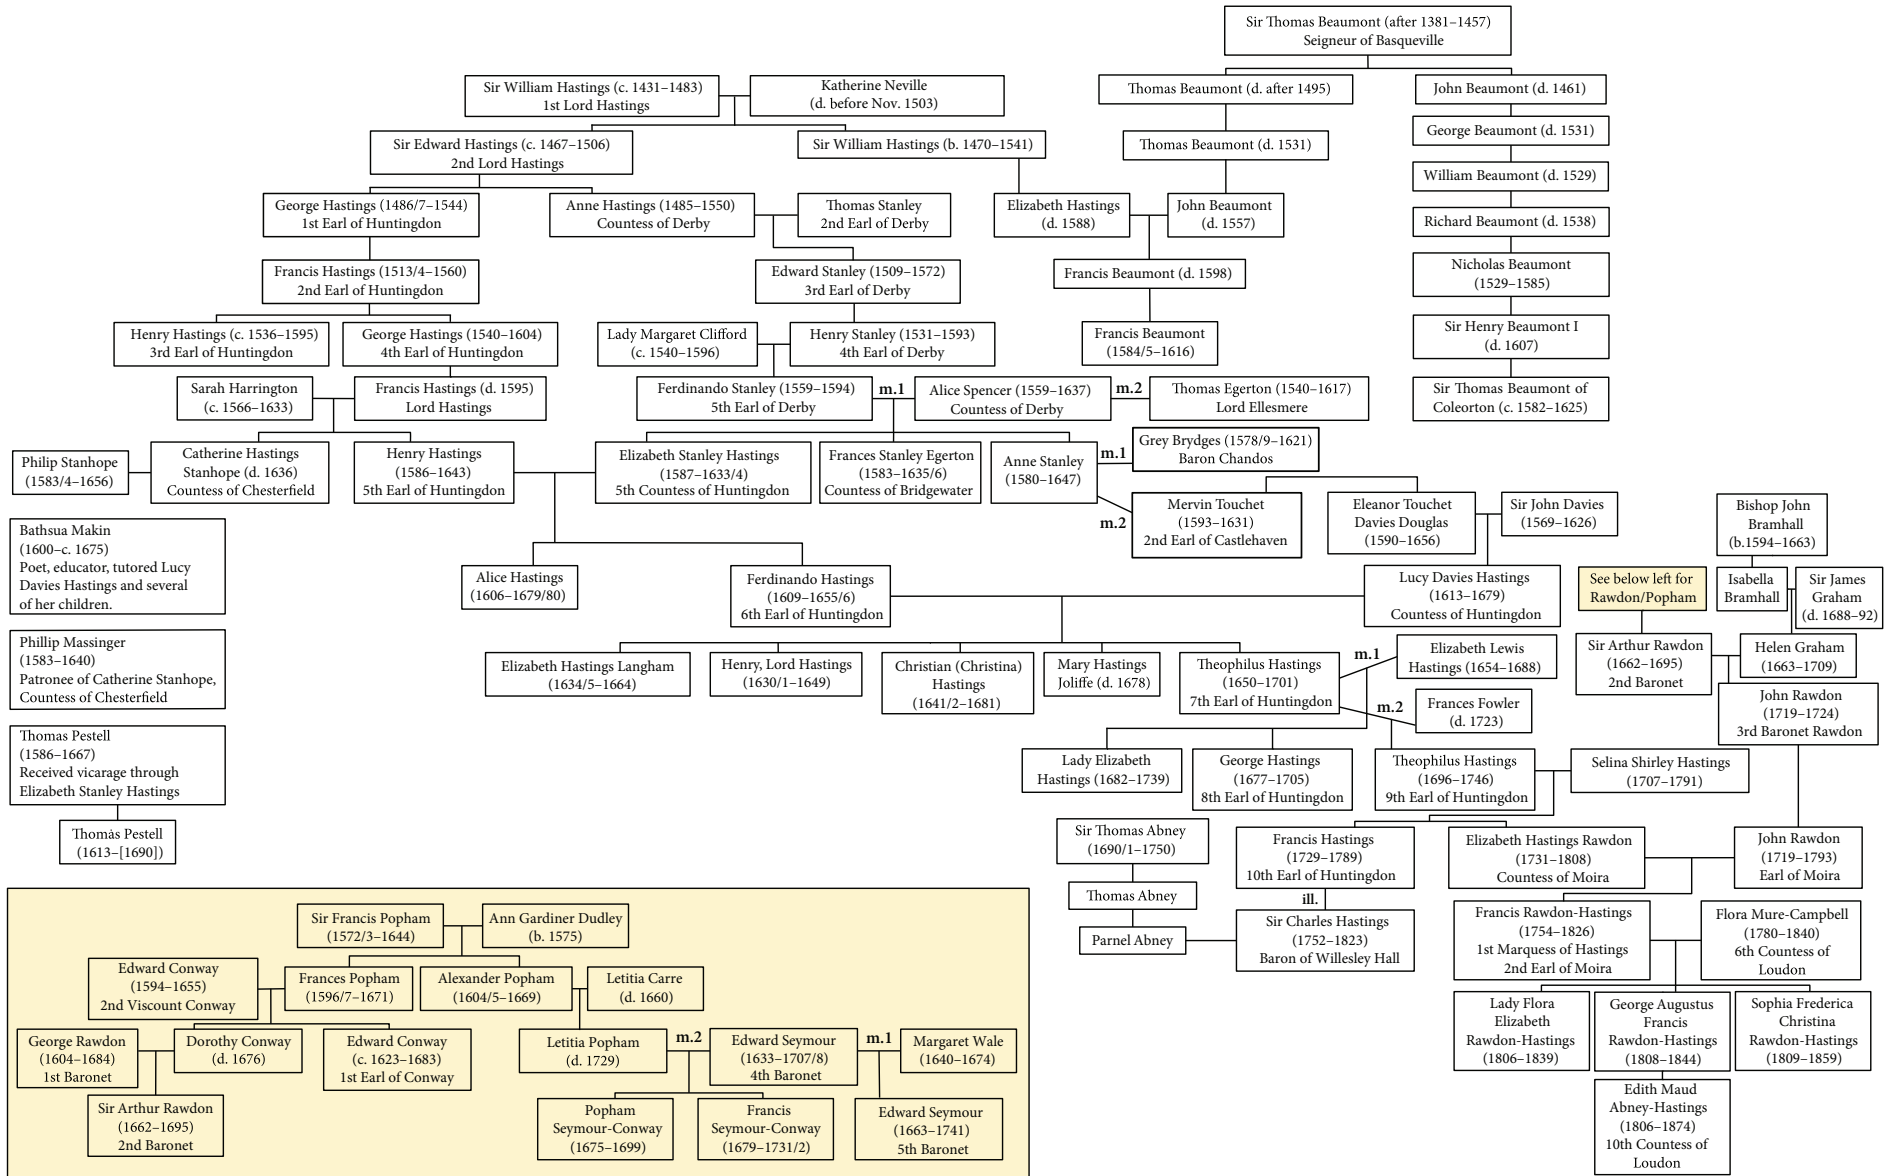 Sir Thomas Beaumont (after 1381–1457)
Seigneur of Basqueville
Sir William Hastings (c. 1431–1483)
1st Lord Hastings
Katherine Neville
(d. before Nov. 1503)
Thomas Beaumont (d. after 1495)
John Beaumont (d. 1461)
Sir Edward Hastings (c. 1467–1506)
2nd Lord Hastings
Sir William Hastings (b. 1470–1541)
Thomas Beaumont (d. 1531)
George Beaumont (d. 1531)
William Beaumont (d. 1529)
George Hastings (1486/7–1544)
1st Earl of Huntingdon
Anne Hastings (1485–1550)
Countess of Derby
Thomas Stanley
2nd Earl of Derby
Elizabeth Hastings
(d. 1588)
John Beaumont
(d. 1557)
Richard Beaumont (d. 1538)
Francis Hastings (1513/4–1560)
2nd Earl of Huntingdon
Edward Stanley (1509–1572)
3rd Earl of Derby
Francis Beaumont (d. 1598)
Nicholas Beaumont
(1529–1585)
Henry Hastings (c. 1536–1595)
3rd Earl of Huntingdon
George Hastings (1540–1604)
4th Earl of Huntingdon
Lady Margaret Clifford
(c. 1540–1596)
Henry Stanley (1531–1593)
4th Earl of Derby
Francis Beaumont
(1584/5–1616)
Sir Henry Beaumont I
(d. 1607)
Sarah Harrington
(c. 1566–1633)
Francis Hastings (d. 1595)
Lord Hastings
Ferdinando Stanley (1559–1594)
5th Earl of Derby
m.1
Alice Spencer (1559–1637)
Countess of Derby
m.2
Thomas Egerton (1540–1617)
Lord Ellesmere
Sir Thomas Beaumont of
Coleorton (c. 1582–1625)
Philip Stanhope
(1583/4–1656)
Catherine Hastings
Stanhope (d. 1636)
Countess of Chesterfield
Henry Hastings
(1586–1643)
5th Earl of Huntingdon
Elizabeth Stanley Hastings
(1587–1633/4)
5th Countess of Huntingdon
Frances Stanley Egerton
(1583–1635/6)
Countess of Bridgewater
Anne Stanley
(1580–1647)
m.1
Grey Brydges (1578/9–1621)
Baron Chandos
m.2
Mervin Touchet
(1593–1631)
2nd Earl of Castlehaven
Eleanor Touchet
Davies Douglas
(1590–1656)
Sir John Davies
(1569–1626)
Bishop John
Bramhall
(b.1594–1663)
Bathsua Makin
(1600–c. 1675)
Poet, educator, tutored Lucy
Davies Hastings and several
of her children.
Alice Hastings
(1606–1679/80)
Ferdinando Hastings
(1609–1655/6)
6th Earl of Huntingdon
Lucy Davies Hastings
(1613–1679)
Countess of Huntingdon
See below left for
Rawdon/Popham
Isabella
Bramhall
Sir James
Graham
(d. 1688–92)
Phillip Massinger
(1583–1640)
Patronee of Catherine Stanhope,
Countess of Chesterfield
Elizabeth Hastings Langham
(1634/5–1664)
Henry, Lord Hastings
(1630/1–1649)
Christian (Christina)
Hastings
(1641/2–1681)
Mary Hastings
Joliffe (d. 1678)
Theophilus Hastings
(1650–1701)
7th Earl of Huntingdon
m.1
Elizabeth Lewis
Hastings (1654–1688)
m.2
Frances Fowler
(d. 1723)
Sir Arthur Rawdon
(1662–1695)
2nd Baronet
Helen Graham
(1663–1709)
John Rawdon
(1719–1724)
3rd Baronet Rawdon
Thomas Pestell
(1586–1667)
Received vicarage through
Elizabeth Stanley Hastings
Lady Elizabeth
Hastings (1682–1739)
George Hastings
(1677–1705)
8th Earl of Huntingdon
Theophilus Hastings
(1696–1746)
9th Earl of Huntingdon
Selina Shirley Hastings
(1707–1791)
Thomas Pestell
(1613–[1690])
Sir Thomas Abney
(1690/1–1750)
Francis Hastings
(1729–1789)
10th Earl of Huntingdon
Elizabeth Hastings Rawdon
(1731–1808)
Countess of Moira
John Rawdon
(1719–1793)
Earl of Moira
Thomas Abney
ill.
Parnel Abney
Sir Charles Hastings
(1752–1823)
Baron of Willesley Hall
Francis Rawdon-Hastings
(1754–1826)
1st Marquess of Hastings
2nd Earl of Moira
Flora Mure-Campbell
(1780–1840)
6th Countess of
Loudon
Lady Flora
Elizabeth
Rawdon-Hastings
(1806–1839)
George Augustus
Francis
Rawdon-Hastings
(1808–1844)
Sophia Frederica
Christina
Rawdon-Hastings
(1809–1859)
Edith Maud
Abney-Hastings
(1806–1874)
10th Countess of
Loudon
Sir Francis Popham
(1572/3–1644)
Ann Gardiner Dudley
(b. 1575)
Edward Conway
(1594–1655)
2nd Viscount Conway
Frances Popham
(1596/7–1671)
Alexander Popham
(1604/5–1669)
Letitia Carre
(d. 1660)
George Rawdon
(1604–1684)
1st Baronet
Dorothy Conway
(d. 1676)
Edward Conway
(c. 1623–1683)
1st Earl of Conway
Letitia Popham
(d. 1729)
m.2
Edward Seymour
(1633–1707/8)
4th Baronet
m.1
Margaret Wale
(1640–1674)
Sir Arthur Rawdon
(1662–1695)
2nd Baronet
Popham
Seymour-Conway
(1675–1699)
Francis
Seymour-Conway
(1679–1731/2)
Edward Seymour
(1663–1741)
5th Baronet